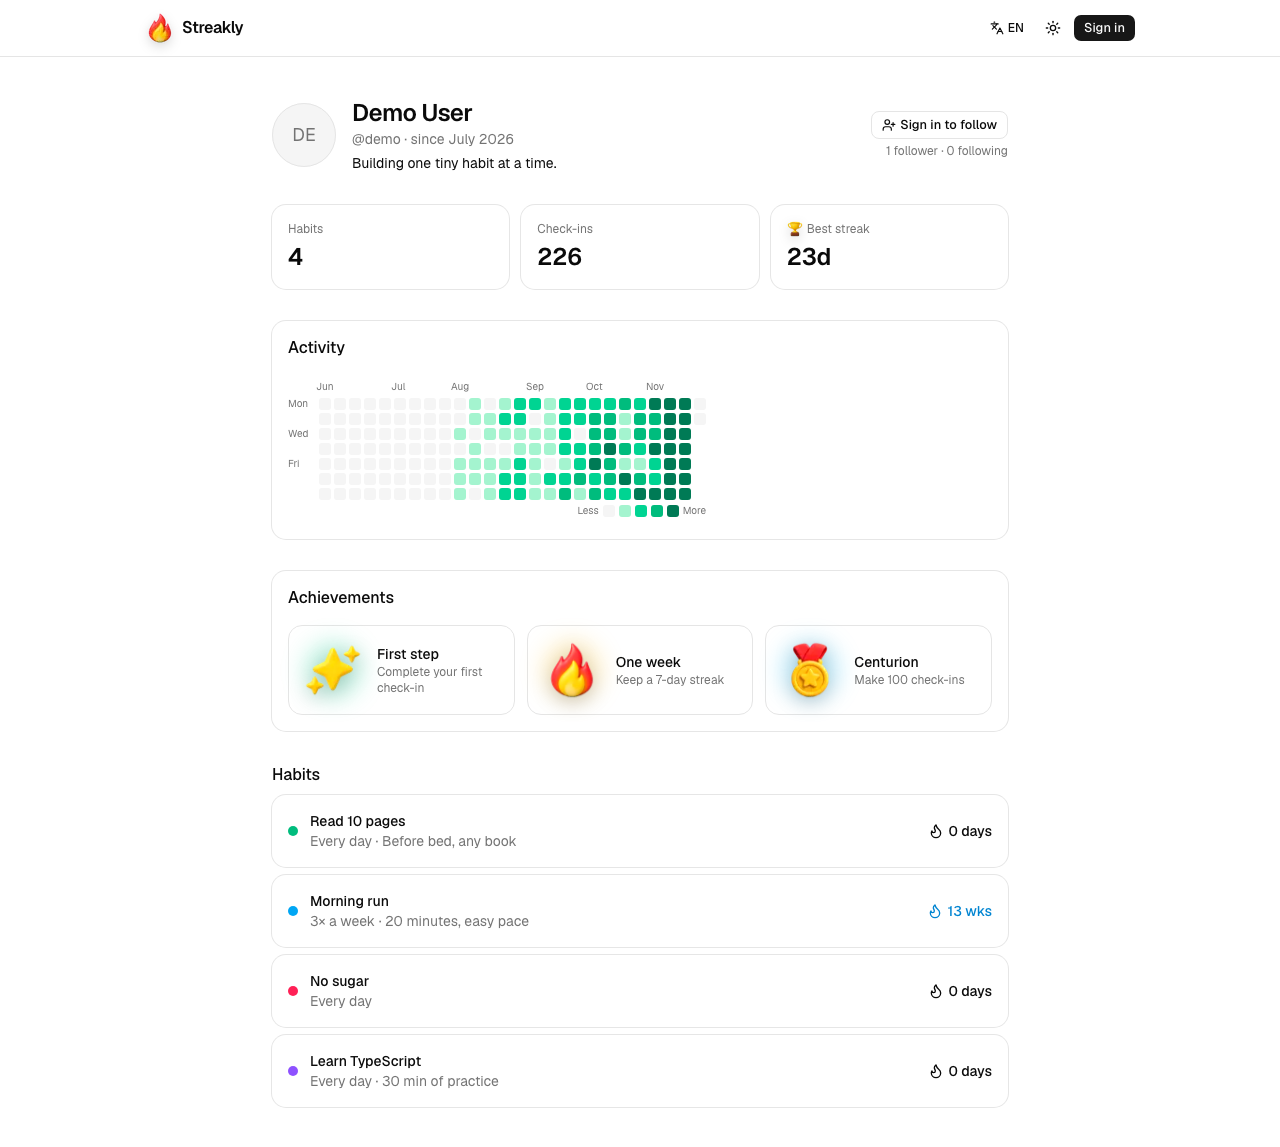 Streakly
EN
Sign in
DE
Demo User
@demo · since July 2026
Building one tiny habit at a time.
Sign in to follow
1 follower · 0 following
Habits
4
Check-ins
226
🏆 Best streak
23d
Activity
Jun Jul Aug Sep Oct Nov
Mon
Wed
Fri
Less More
Achievements
First step
Complete your first
check-in
One week
Keep a 7-day streak
Centurion
Make 100 check-ins
Habits
Read 10 pages
Every day · Before bed, any book
0 days
Morning run
3× a week · 20 minutes, easy pace
13 wks
No sugar
Every day
0 days
Learn TypeScript
Every day · 30 min of practice
0 days